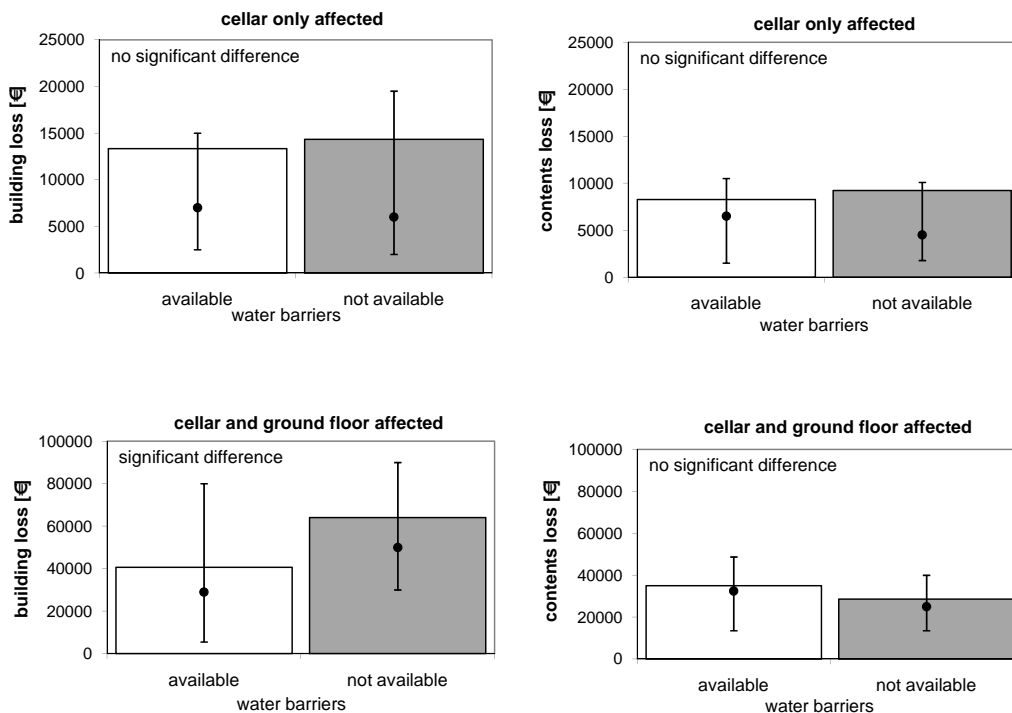 cellar only affected
building loss [€]
25000
20000
15000
10000
5000
0
no significant difference
available
not available
water barriers
cellar only affected
contents loss [€]
25000
20000
15000
10000
5000
0
no significant difference
available
not available
water barriers
cellar and ground floor affected
building loss [€]
100000
80000
60000
40000
20000
0
significant difference
available
not available
water barriers
cellar and ground floor affected
contents loss [€]
100000
80000
60000
40000
20000
0
no significant difference
available
not available
water barriers